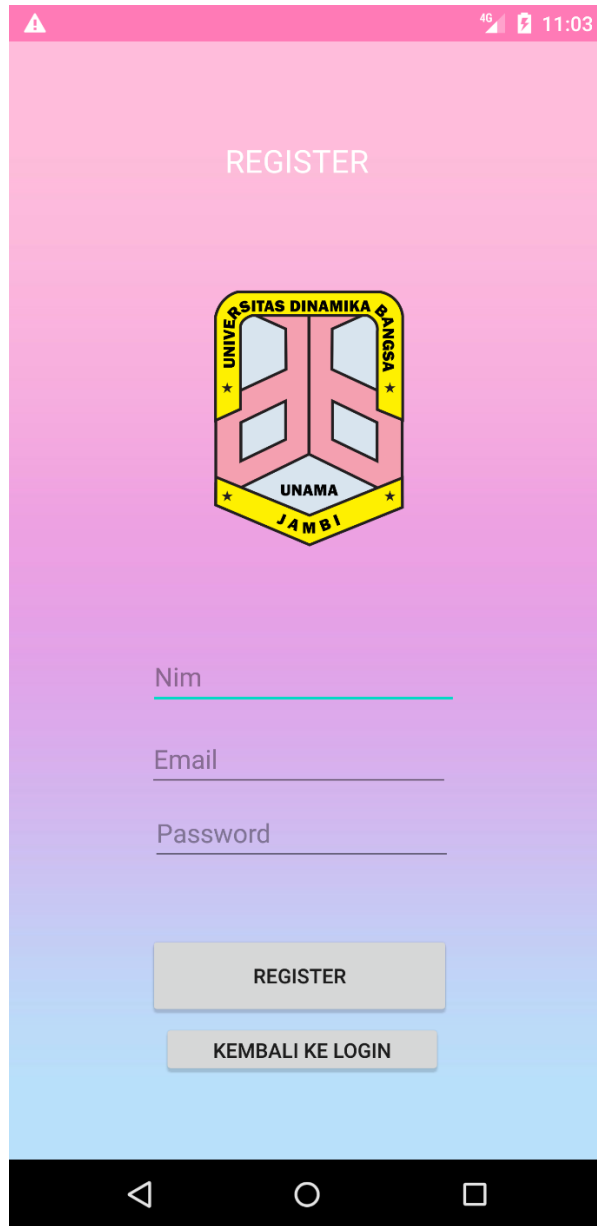 4G 11:03
REGISTER
UNIVERSITAS DINAMIKA BANGSA
UNAMA
JAMBI
Nim
Email
Password
REGISTER
KEMBALI KE LOGIN